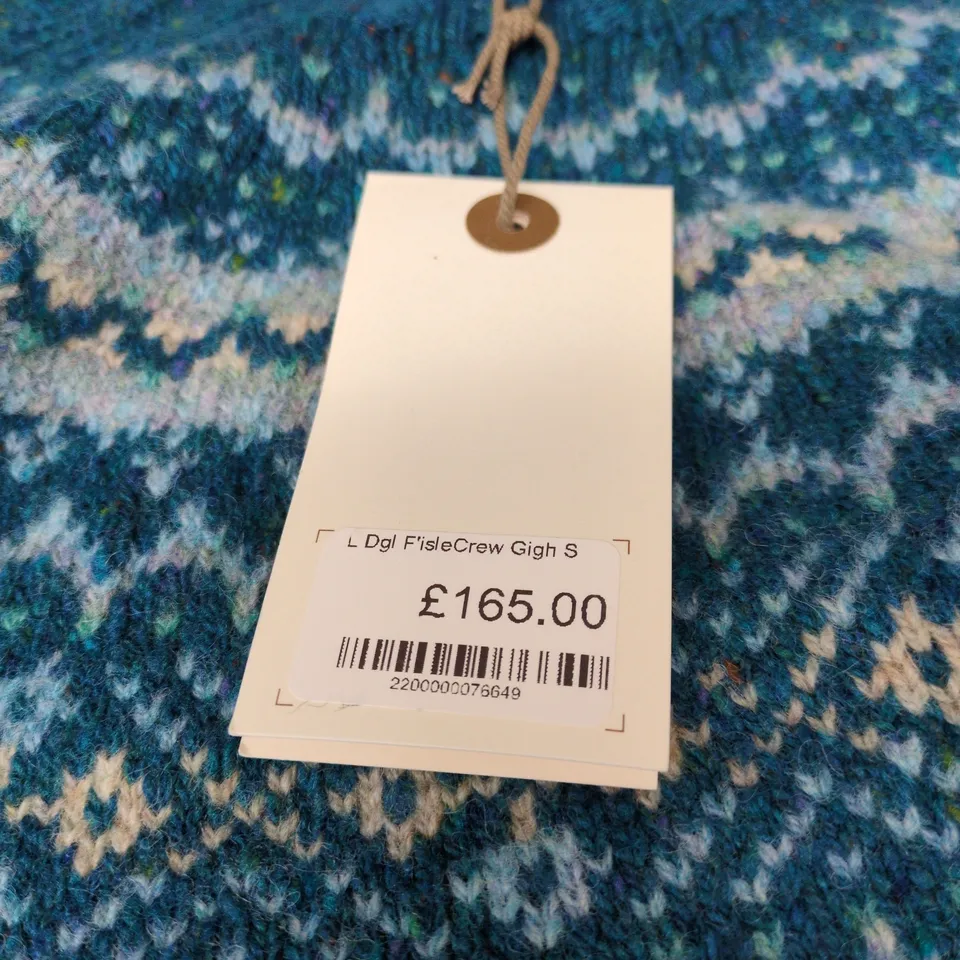 L Dgl F'isleCrew Gigh S
£165.00
2200000076649